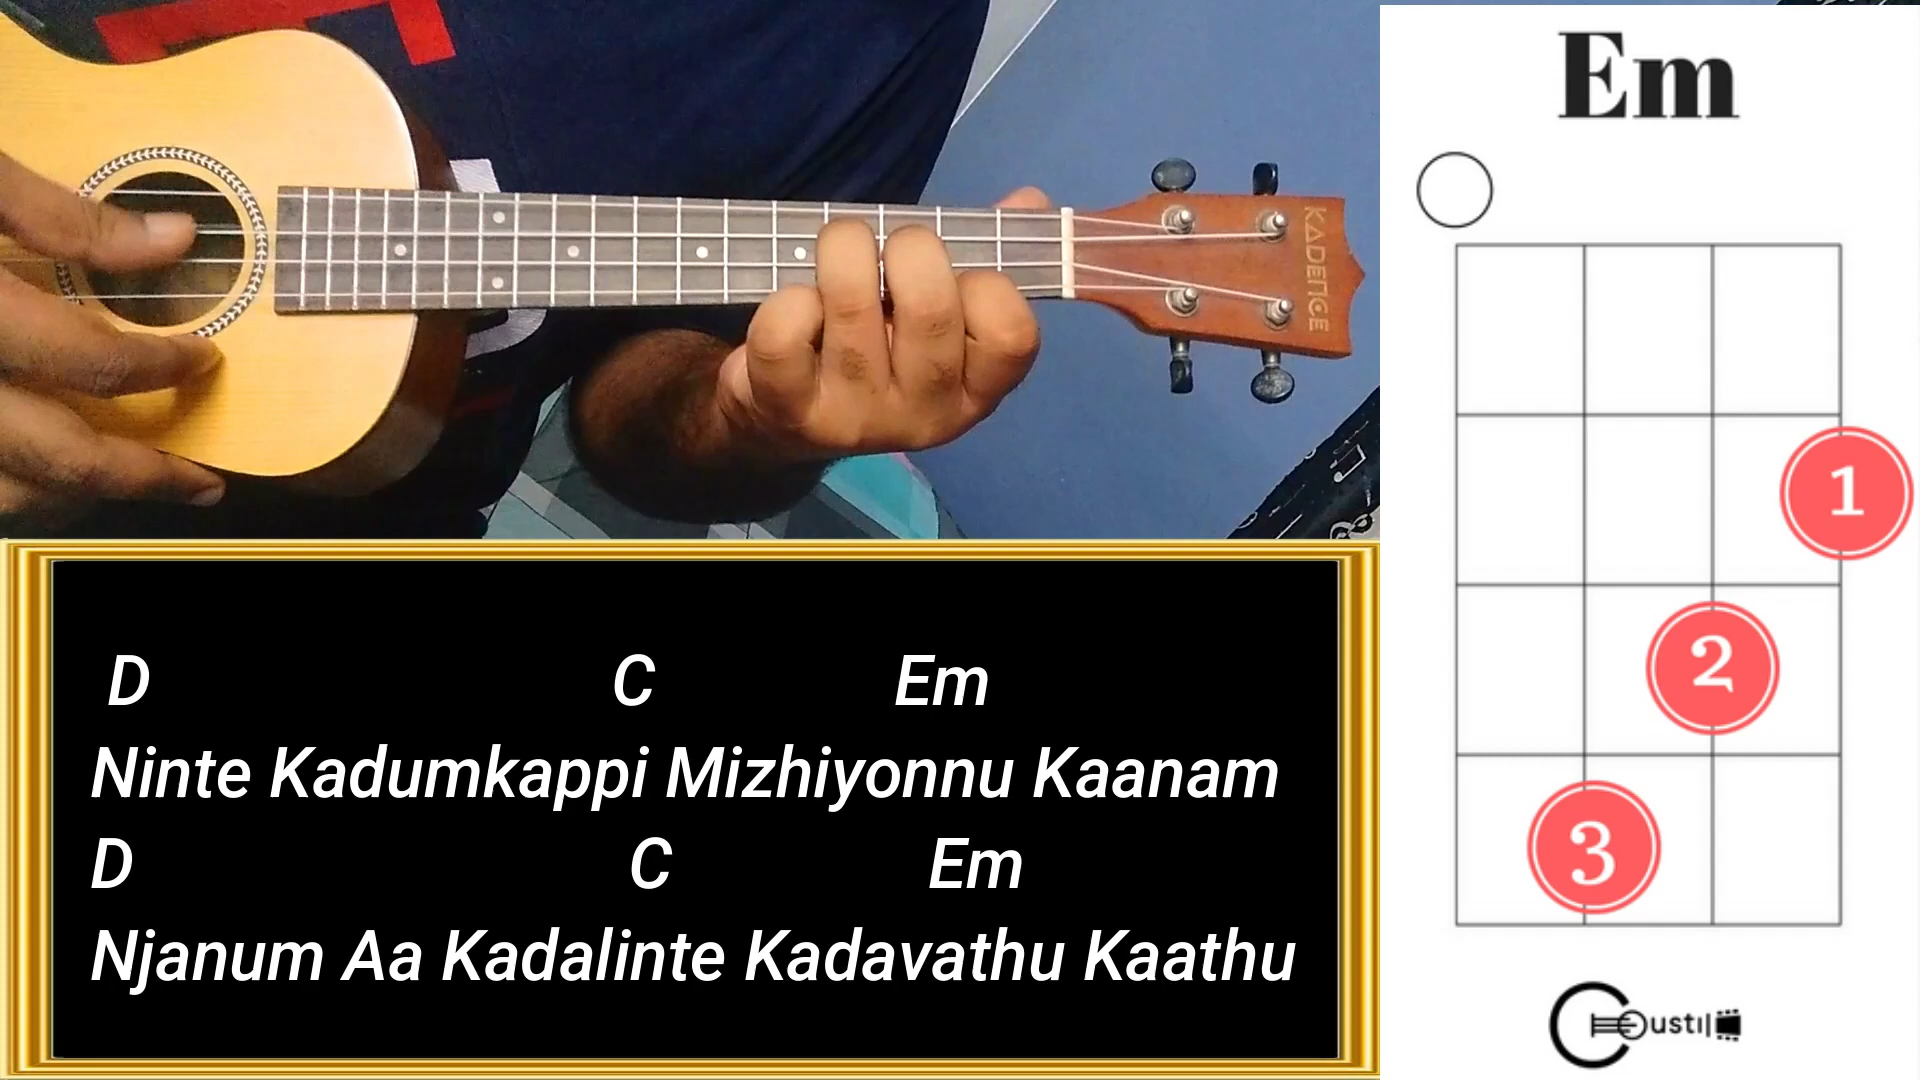 KADENCE
Em
1
2
3
D C Em
Ninte Kadumkappi Mizhiyonnu Kaanam
D C Em
Njanum Aa Kadalinte Kadavathu Kaathu